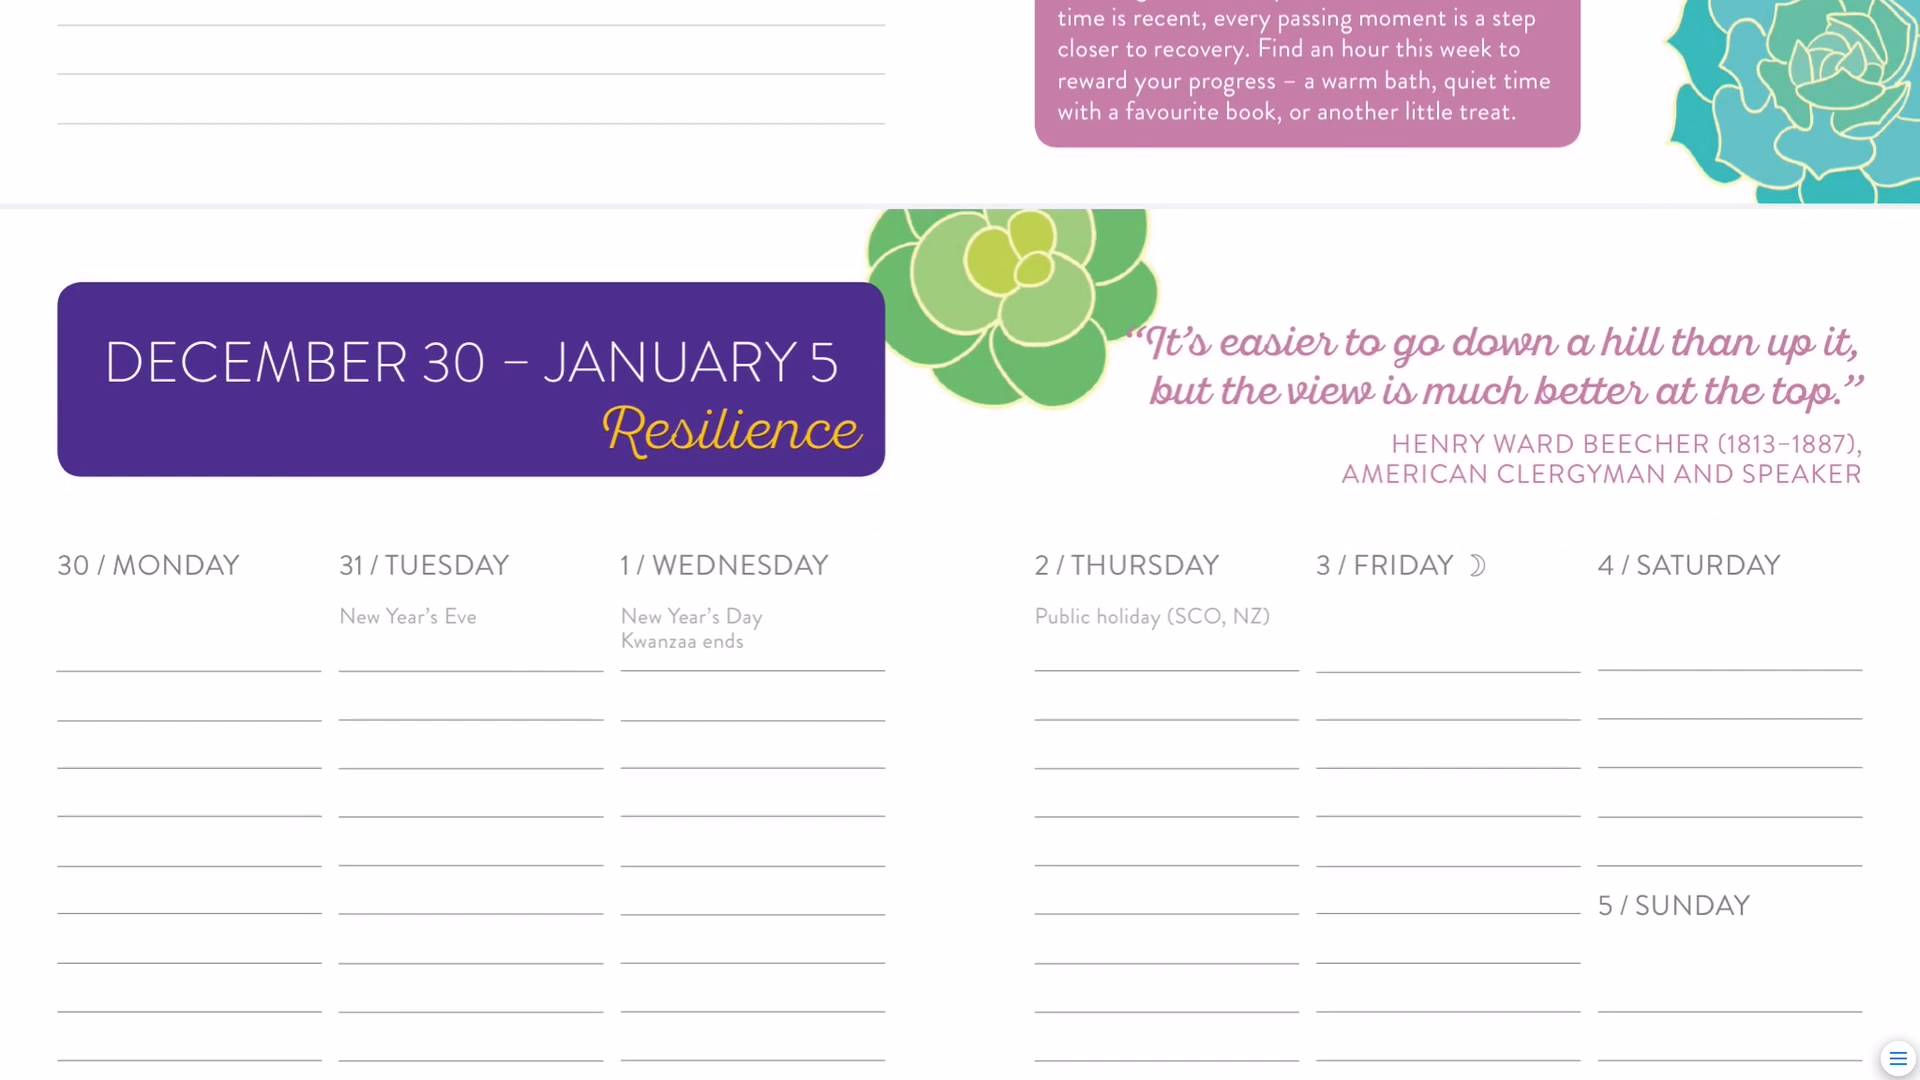 time is recent, every passing moment is a step
closer to recovery. Find an hour this week to
reward your progress – a warm bath, quiet time
with a favourite book, or another little treat.
DECEMBER 30 – JANUARY 5
Resilience
“It’s easier to go down a hill than up it,
but the view is much better at the top.”
HENRY WARD BEECHER (1813–1887),
AMERICAN CLERGYMAN AND SPEAKER
30 / MONDAY
31 / TUESDAY
New Year’s Eve
1 / WEDNESDAY
New Year’s Day
Kwanzaa ends
2 / THURSDAY
Public holiday (SCO, NZ)
3 / FRIDAY
4 / SATURDAY
5 / SUNDAY